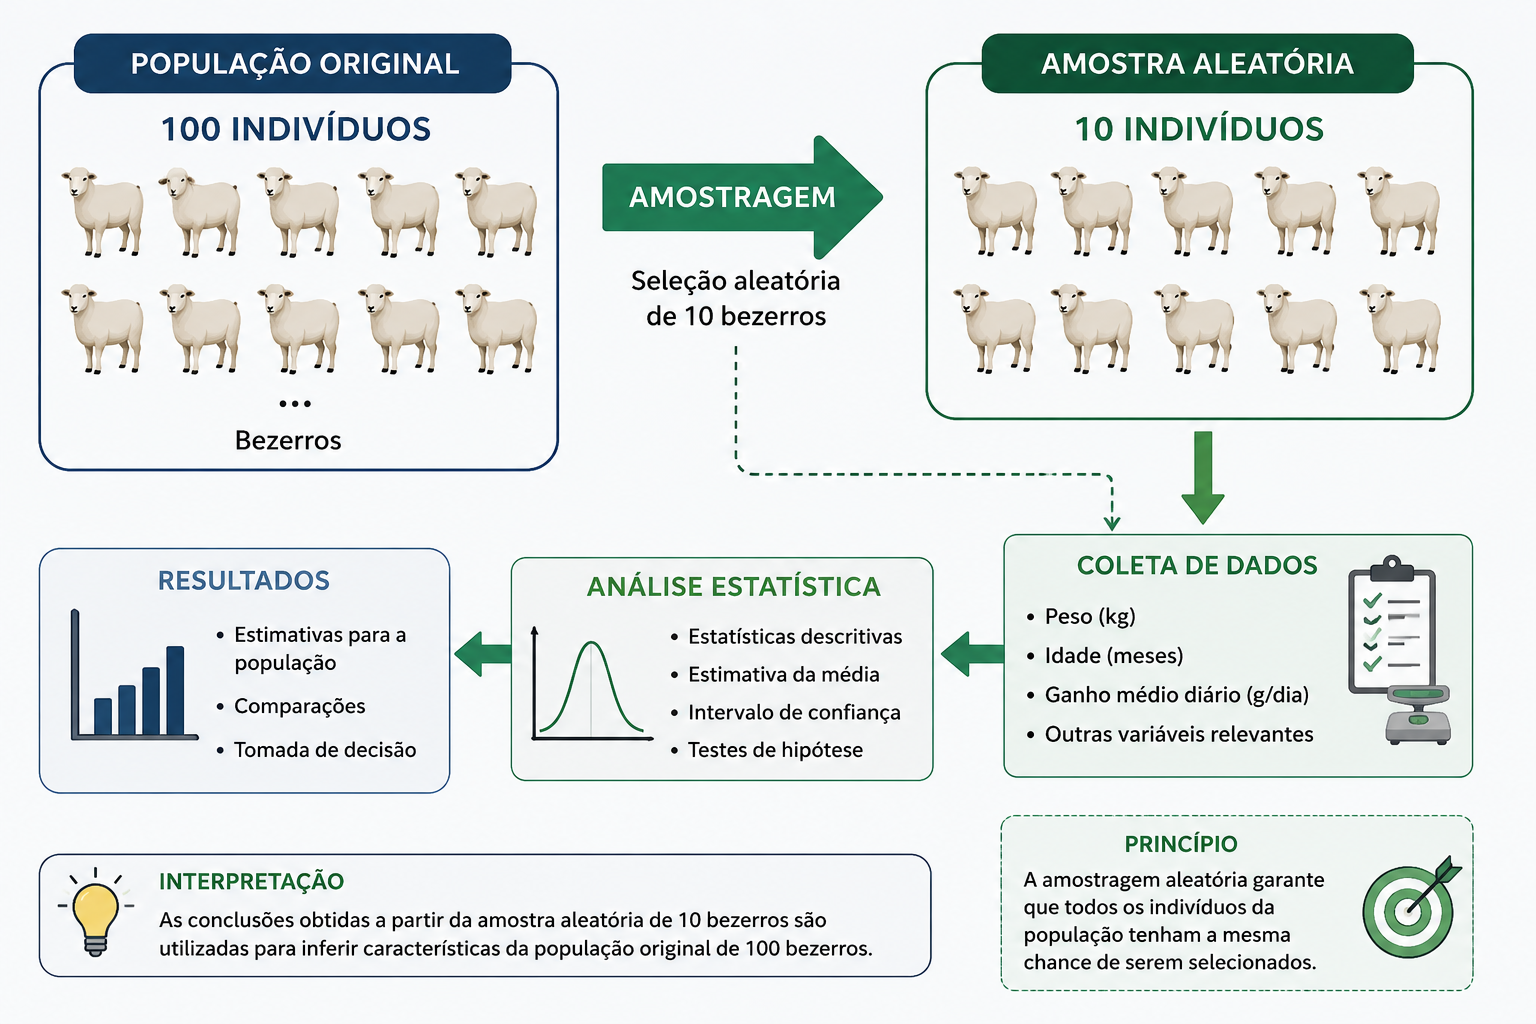 POPULAÇÃO ORIGINAL
100 INDIVÍDUOS
...
Bezerros
AMOSTRAGEM
Seleção aleatória
de 10 bezerros
AMOSTRA ALEATÓRIA
10 INDIVÍDUOS
COLETA DE DADOS
• Peso (kg)
• Idade (meses)
• Ganho médio diário (g/dia)
• Outras variáveis relevantes
ANÁLISE ESTATÍSTICA
• Estatísticas descritivas
• Estimativa da média
• Intervalo de confiança
• Testes de hipótese
RESULTADOS
• Estimativas para a
população
• Comparações
• Tomada de decisão
INTERPRETAÇÃO
As conclusões obtidas a partir da amostra aleatória de 10 bezerros são
utilizadas para inferir características da população original de 100 bezerros.
PRINCÍPIO
A amostragem aleatória garante
que todos os indivíduos da
população tenham a mesma
chance de serem selecionados.